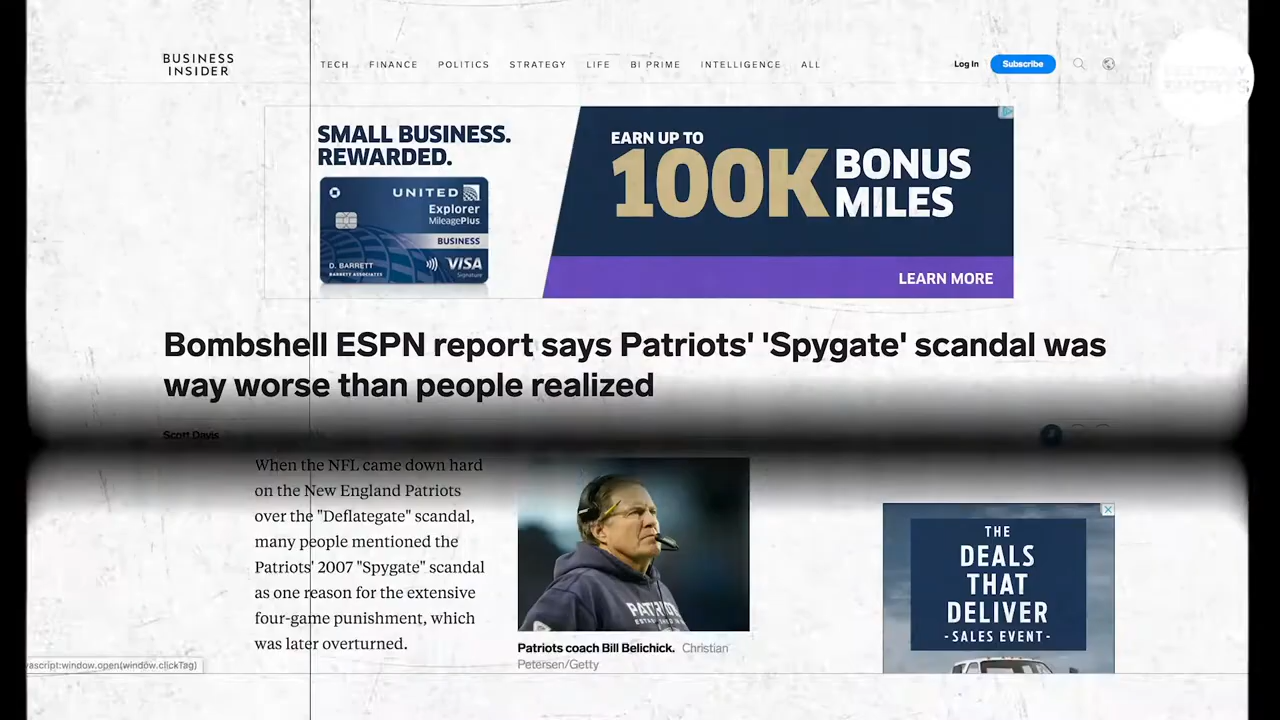 BUSINESS
INSIDER
TECH FINANCE POLITICS STRATEGY LIFE BI PRIME INTELLIGENCE ALL
Log In Subscribe
SMALL BUSINESS.
REWARDED.
UNITED
Explorer
MileagePlus
BUSINESS
D. BARRETT
BARRETT ASSOCIATES
VISA
Signature
EARN UP TO
100K BONUS
MILES
LEARN MORE
Bombshell ESPN report says Patriots' 'Spygate' scandal was
way worse than people realized
Scott Davis
When the NFL came down hard
on the New England Patriots
over the "Deflategate" scandal,
many people mentioned the
Patriots' 2007 "Spygate" scandal
as one reason for the extensive
four-game punishment, which
was later overturned.
Patriots coach Bill Belichick. Christian
Petersen/Getty
THE
DEALS
THAT
DELIVER
-SALES EVENT-
vascript:window.open(window.clickTag)